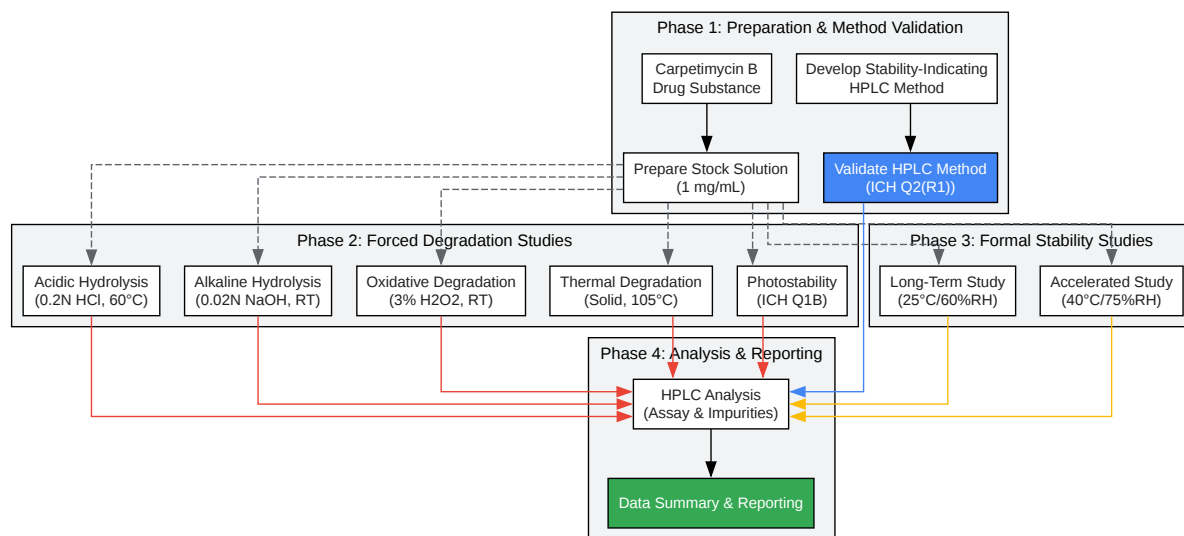 Phase 1: Preparation & Method Validation
Carpetimycin B
Drug Substance
Develop Stability-Indicating
HPLC Method
Prepare Stock Solution
(1 mg/mL)
Validate HPLC Method
(ICH Q2(R1))
Phase 2: Forced Degradation Studies
Acidic Hydrolysis
(0.2N HCl, 60°C)
Alkaline Hydrolysis
(0.02N NaOH, RT)
Oxidative Degradation
(3% H2O2, RT)
Thermal Degradation
(Solid, 105°C)
Photostability
(ICH Q1B)
Phase 3: Formal Stability Studies
Long-Term Study
(25°C/60%RH)
Accelerated Study
(40°C/75%RH)
Phase 4: Analysis & Reporting
HPLC Analysis
(Assay & Impurities)
Data Summary & Reporting